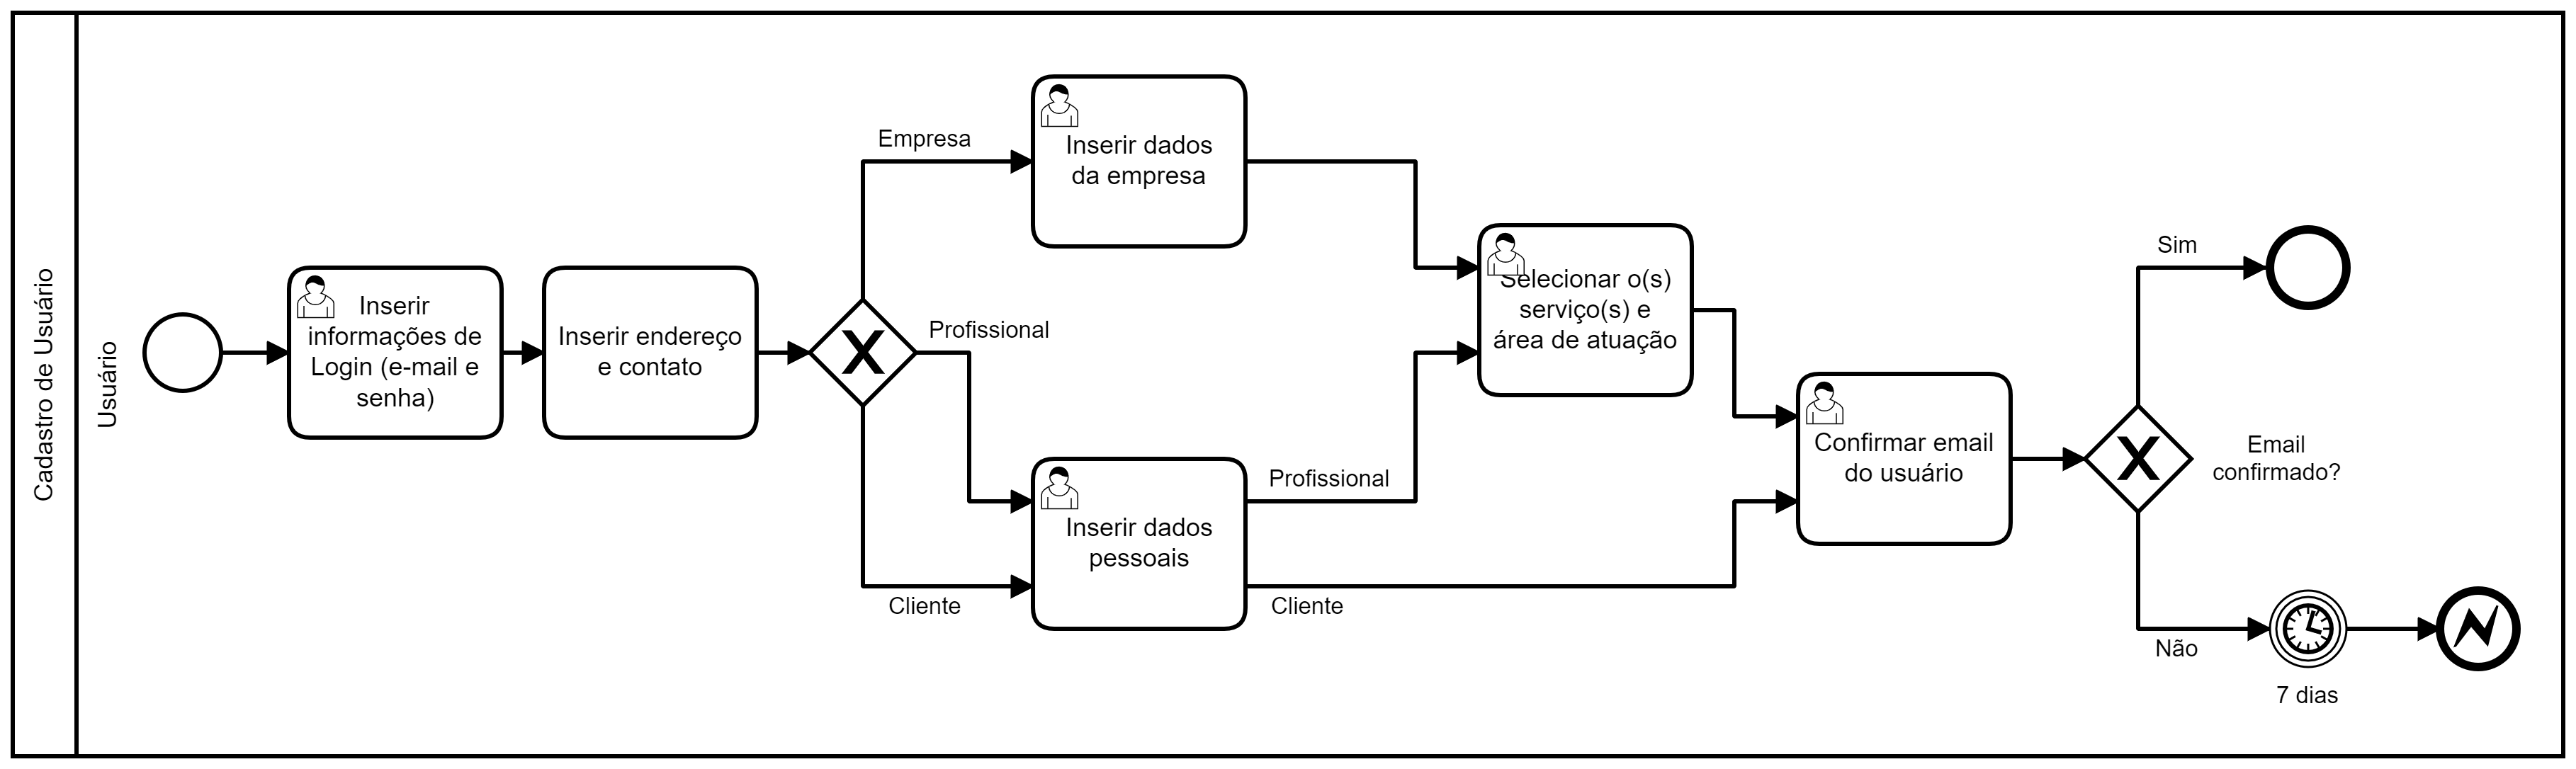 Cadastro de Usuário
Usuário
Inserir
informações de
Login (e-mail e
senha)
Inserir endereço
e contato
Empresa
Profissional
Cliente
Inserir dados
da empresa
Inserir dados
pessoais
Profissional
Cliente
Selecionar o(s)
serviço(s) e
área de atuação
Confirmar email
do usuário
Email
confirmado?
Sim
Não
7 dias